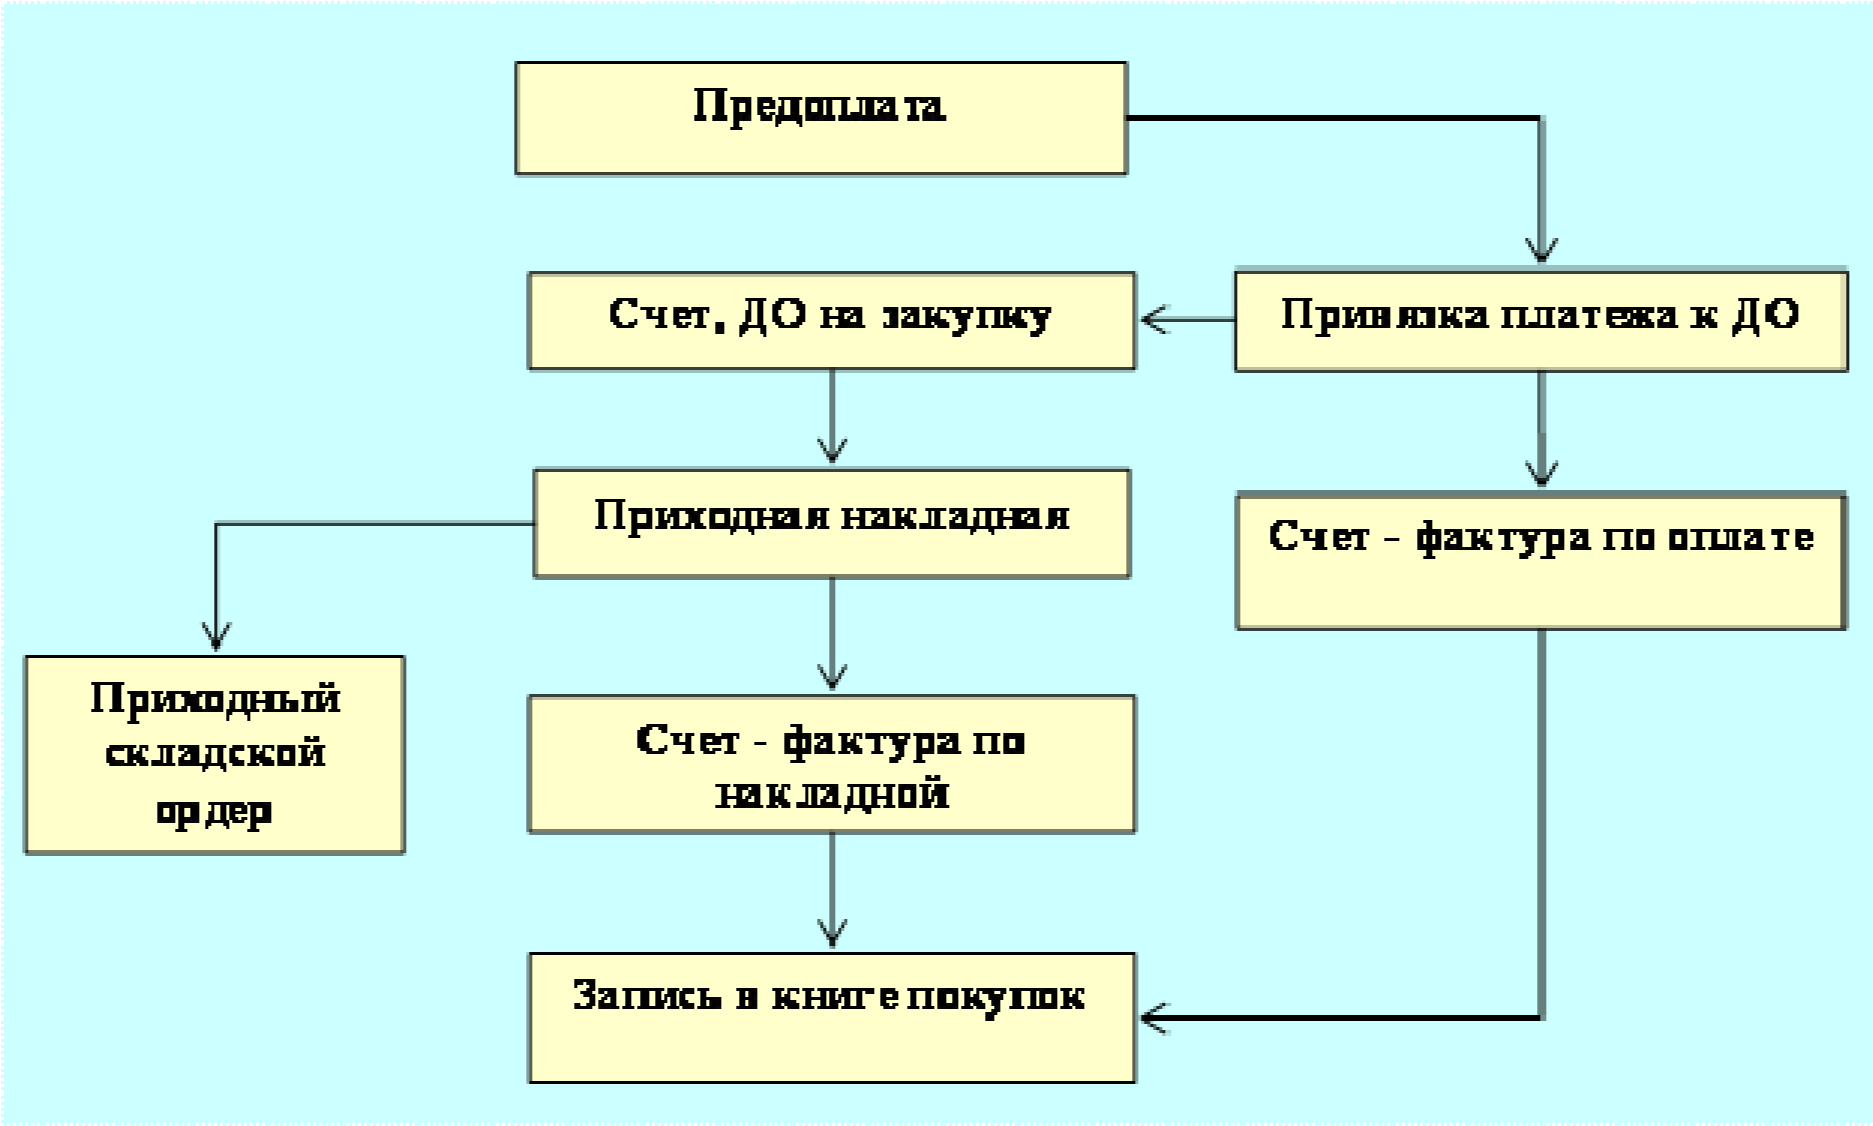 Предоплата
Счет, ДО на закупку
Привязка платежа к ДО
Приходная накладная
Счет - фактура по оплате
Приходный
складской
ордер
Счет - фактура по
накладной
Запись в книге покупок